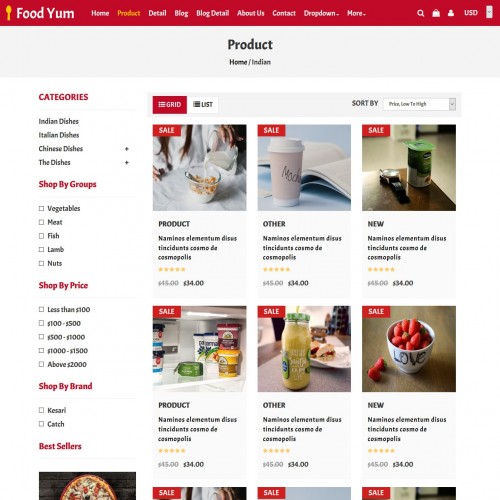 Food Yum Home Product Detail Blog Blog Detail About Us Contact Dropdown More USD
Product
Home / Indian
CATEGORIES
Indian Dishes
Italian Dishes
Chinese Dishes +
The Dishes +
Shop By Groups
Vegetables
Meat
Fish
Lamb
Nuts
Shop By Price
Less than $100
$100 - $500
$500 - $1000
$1000 - $1500
Above $2000
Shop By Brand
Kesari
Catch
Best Sellers
GRID LIST SORT BY Price, Low To High
SALE SALE SALE
PRODUCT OTHER NEW
Naminos elementum disus Naminos elementum disus Naminos elementum disus
tincidunts cosmo de tincidunts cosmo de tincidunts cosmo de
cosmopolis cosmopolis cosmopolis
$45.00 $34.00 $45.00 $34.00 $45.00 $34.00
SALE SALE SALE
LOVE
PRODUCT OTHER NEW
Naminos elementum disus Naminos elementum disus Naminos elementum disus
tincidunts cosmo de tincidunts cosmo de tincidunts cosmo de
cosmopolis cosmopolis cosmopolis
$45.00 $34.00 $45.00 $34.00 $45.00 $34.00
SALE SALE SALE